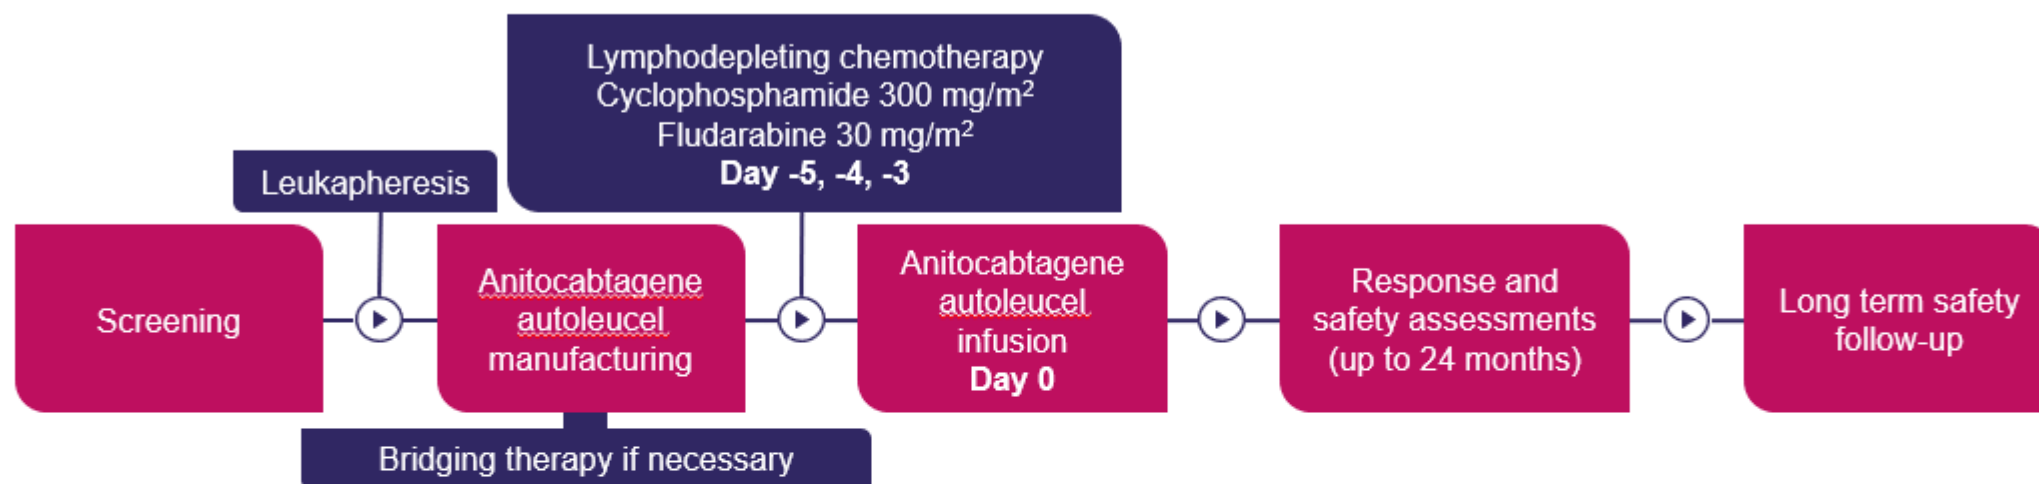 Lymphodepleting chemotherapy
Cyclophosphamide 300 mg/m²
Fludarabine 30 mg/m²
Day -5, -4, -3
Leukapheresis
Screening
Anitocabtagene
autoleucel
manufacturing
Anitocabtagene
autoleucel
infusion
Day 0
Response and
safety assessments
(up to 24 months)
Long term safety
follow-up
Bridging therapy if necessary